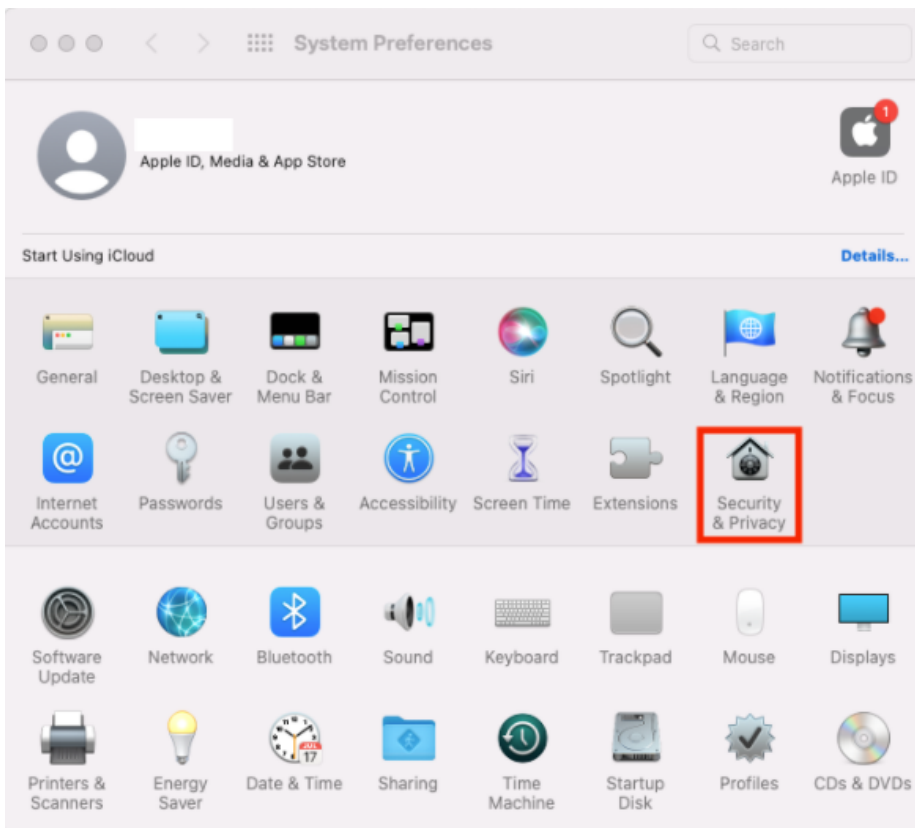 System Preferences
Search
1
Apple ID, Media & App Store
Apple ID
Start Using iCloud
Details...
General
Desktop &
Screen Saver
Dock &
Menu Bar
Mission
Control
Siri
Spotlight
Language
& Region
Notifications
& Focus
@
Internet
Accounts
Passwords
Users &
Groups
Accessibility
Screen Time
Extensions
Security
& Privacy
Software
Update
Network
Bluetooth
Sound
Keyboard
Trackpad
Mouse
Displays
JUL
17
Printers &
Scanners
Energy
Saver
Date & Time
Sharing
Time
Machine
Startup
Disk
Profiles
CDs & DVDs